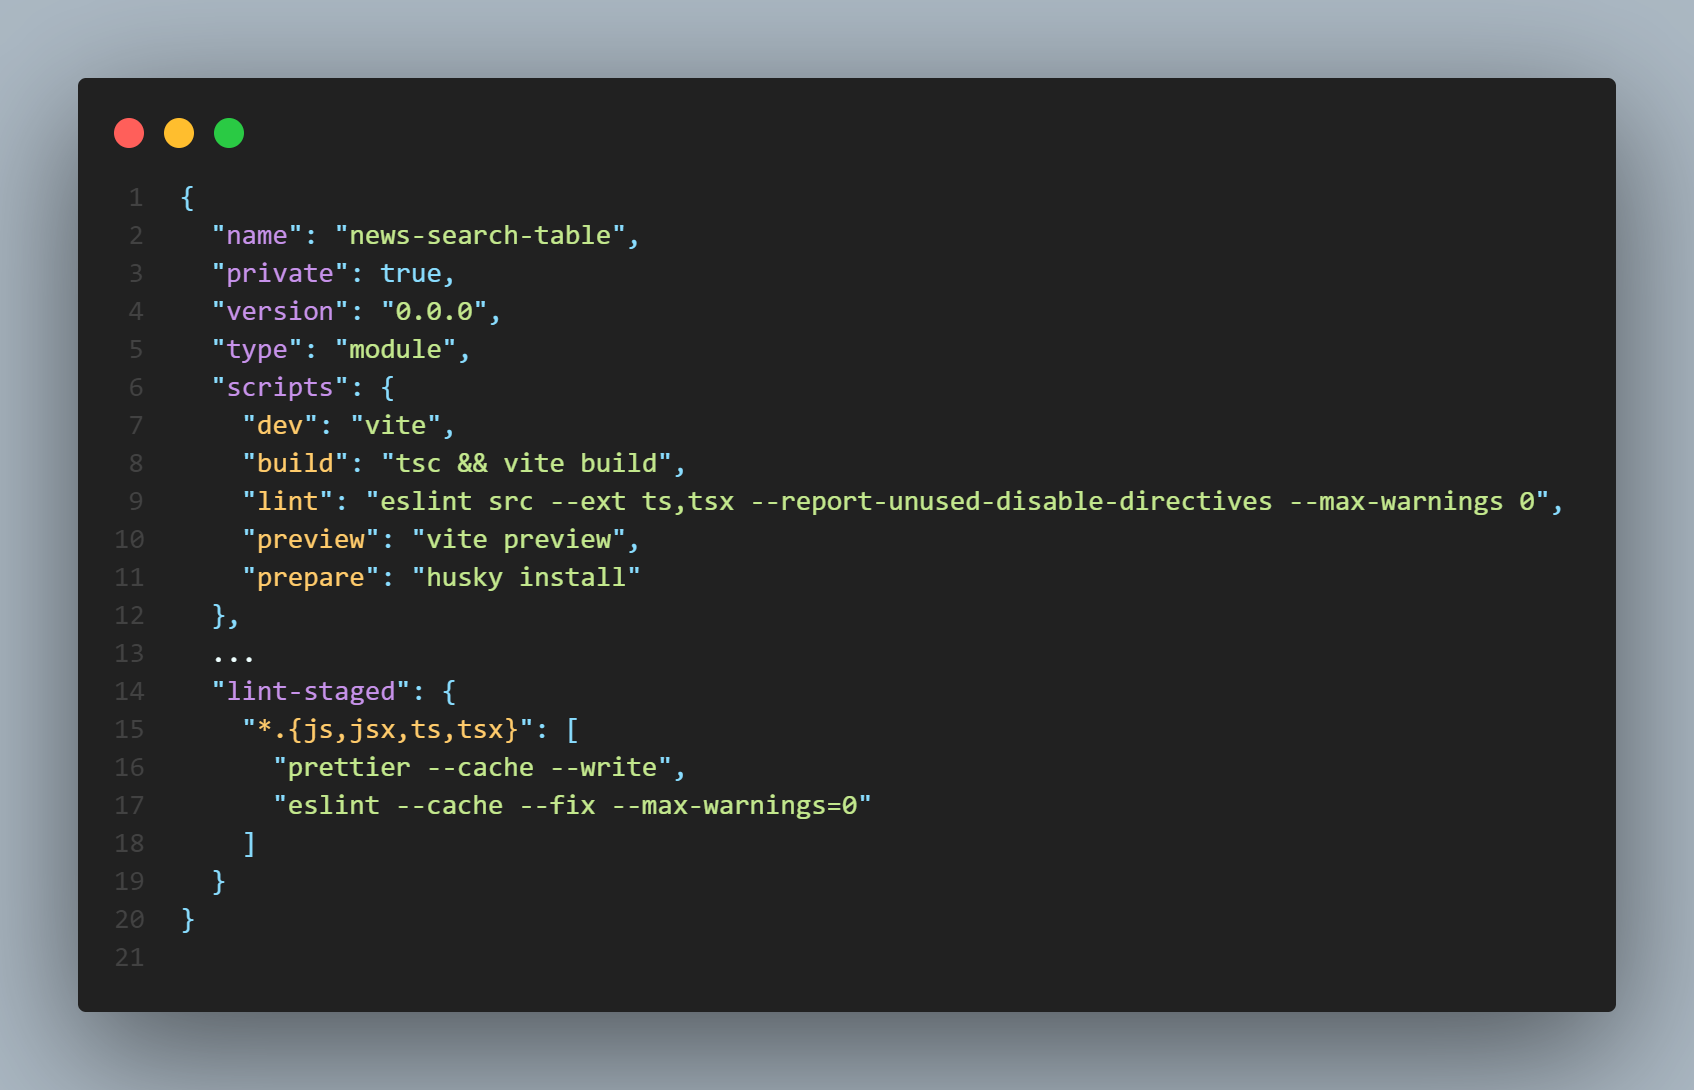 1 {
2   "name": "news-search-table",
3   "private": true,
4   "version": "0.0.0",
5   "type": "module",
6   "scripts": {
7     "dev": "vite",
8     "build": "tsc && vite build",
9     "lint": "eslint src --ext ts,tsx --report-unused-disable-directives --max-warnings 0",
10     "preview": "vite preview",
11     "prepare": "husky install"
12   },
13   ...
14   "lint-staged": {
15     "*.{js,jsx,ts,tsx}": [
16       "prettier --cache --write",
17       "eslint --cache --fix --max-warnings=0"
18     ]
19   }
20 }
21